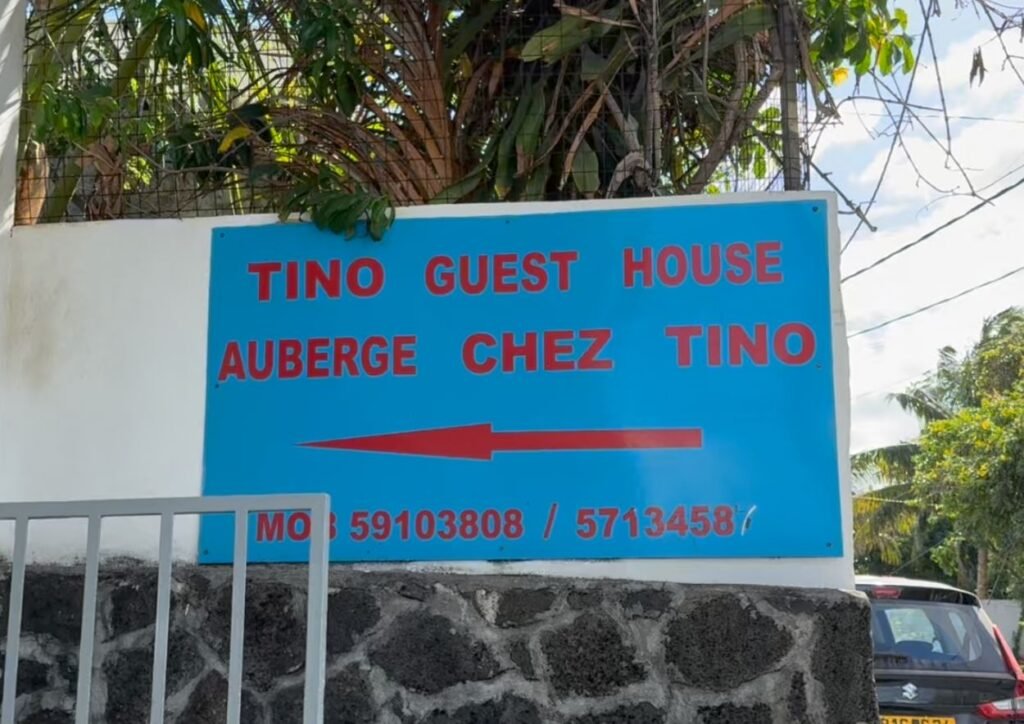 TINO GUEST HOUSE
AUBERGE CHEZ TINO
MOB 59103808 / 5713458